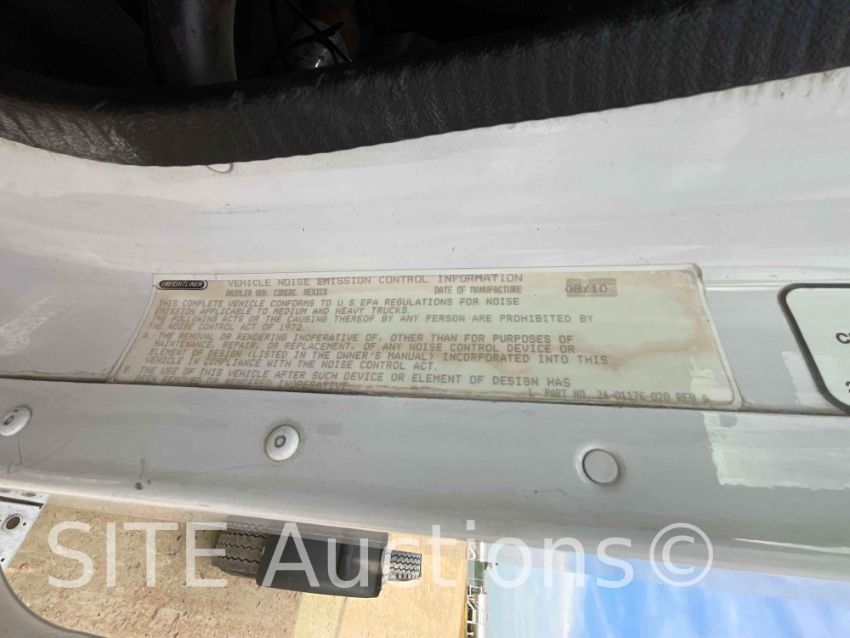 FREIGHTLINER VEHICLE NOISE EMISSION CONTROL INFORMATION
DAIMLER VEH. COMERC. MEXICO DATE OF MANUFACTURE 08/10
THIS COMPLETE VEHICLE CONFORMS TO U.S. EPA REGULATIONS FOR NOISE
EMISSION APPLICABLE TO MEDIUM AND HEAVY TRUCKS.
THE FOLLOWING ACTS OR THE CAUSING THEREOF BY ANY PERSON ARE PROHIBITED BY
THE NOISE CONTROL ACT OF 1972.
A THE REMOVAL OR RENDERING INOPERATIVE OF, OTHER THAN FOR PURPOSES OF
MAINTENANCE, REPAIR, OR REPLACEMENT, OF ANY NOISE CONTROL DEVICE OR
ELEMENT OF DESIGN (LISTED IN THE OWNER'S MANUAL) INCORPORATED INTO THIS
VEHICLE IN COMPLIANCE WITH THE NOISE CONTROL ACT.
B THE USE OF THIS VEHICLE AFTER SUCH DEVICE OR ELEMENT OF DESIGN HAS
INOPERATIVE
PART NO. 24-01176-020 REV A
SITE Auctions©